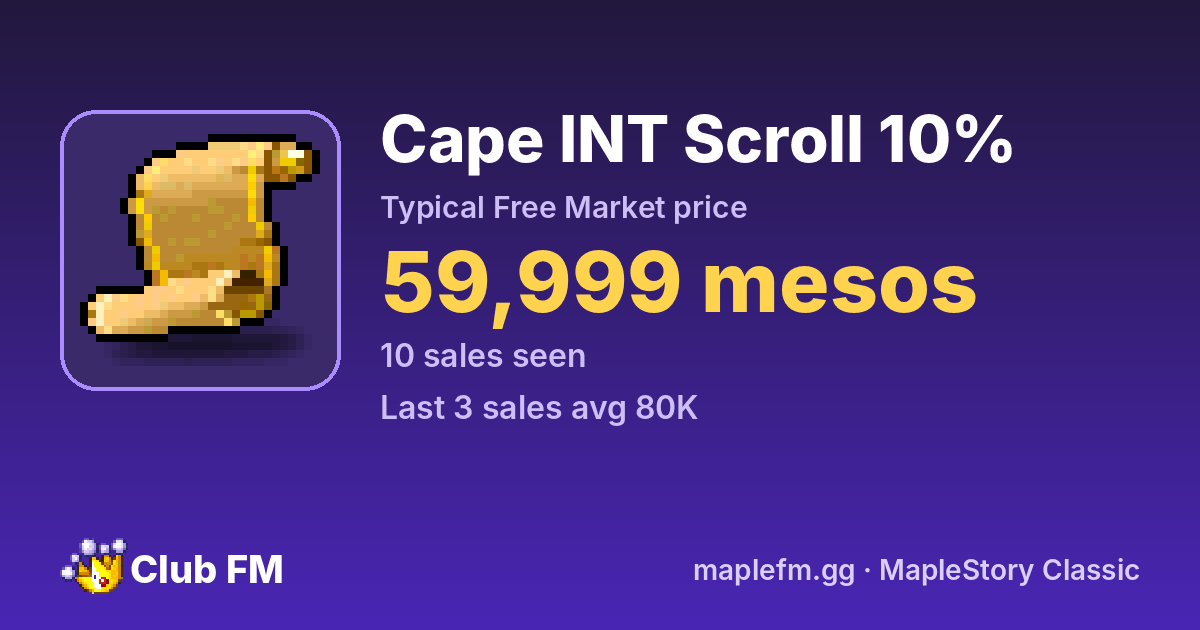 Cape INT Scroll 10%
Typical Free Market price
59,999 mesos
10 sales seen
Last 3 sales avg 80K
Club FM
maplefm.gg · MapleStory Classic